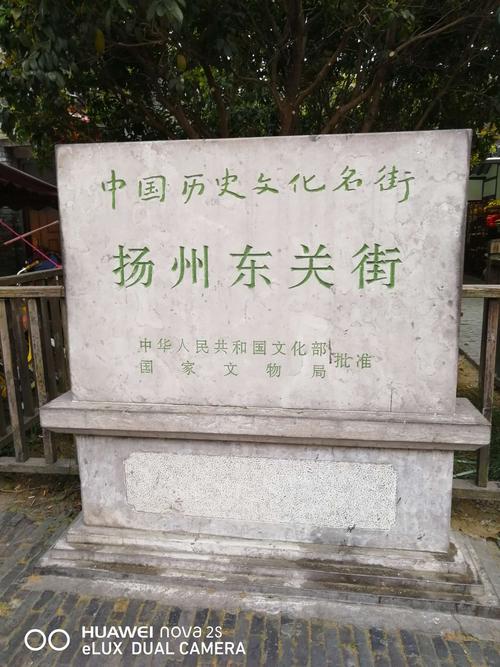 中国历史文化名街
扬州东关街
中华人民共和国文化部
国家文物局
批准
HUAWEI nova 2S
eLUX DUAL CAMERA